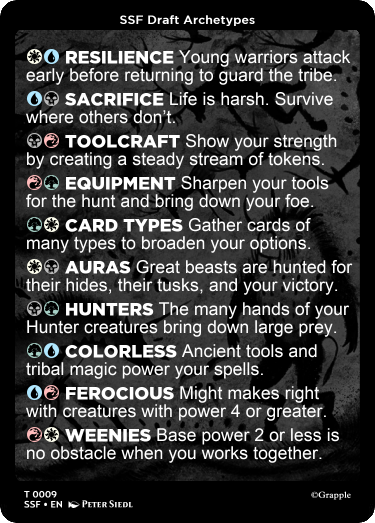 SSF Draft Archetypes
RESILIENCE Young warriors attack
early before returning to guard the tribe.
SACRIFICE Life is harsh. Survive
where others don't.
TOOLCRAFT Show your strength
by creating a steady stream of tokens.
EQUIPMENT Sharpen your tools
for the hunt and bring down your foe.
CARD TYPES Gather cards of
many types to broaden your options.
AURAS Great beasts are hunted for
their hides, their tusks, and your victory.
HUNTERS The many hands of your
Hunter creatures bring down large prey.
COLORLESS Ancient tools and
tribal magic power your spells.
FEROCIOUS Might makes right
with creatures with power 4 or greater.
WEENIES Base power 2 or less is
no obstacle when you works together.
T 0009
SSF • EN Peter Siedl
©Grapple